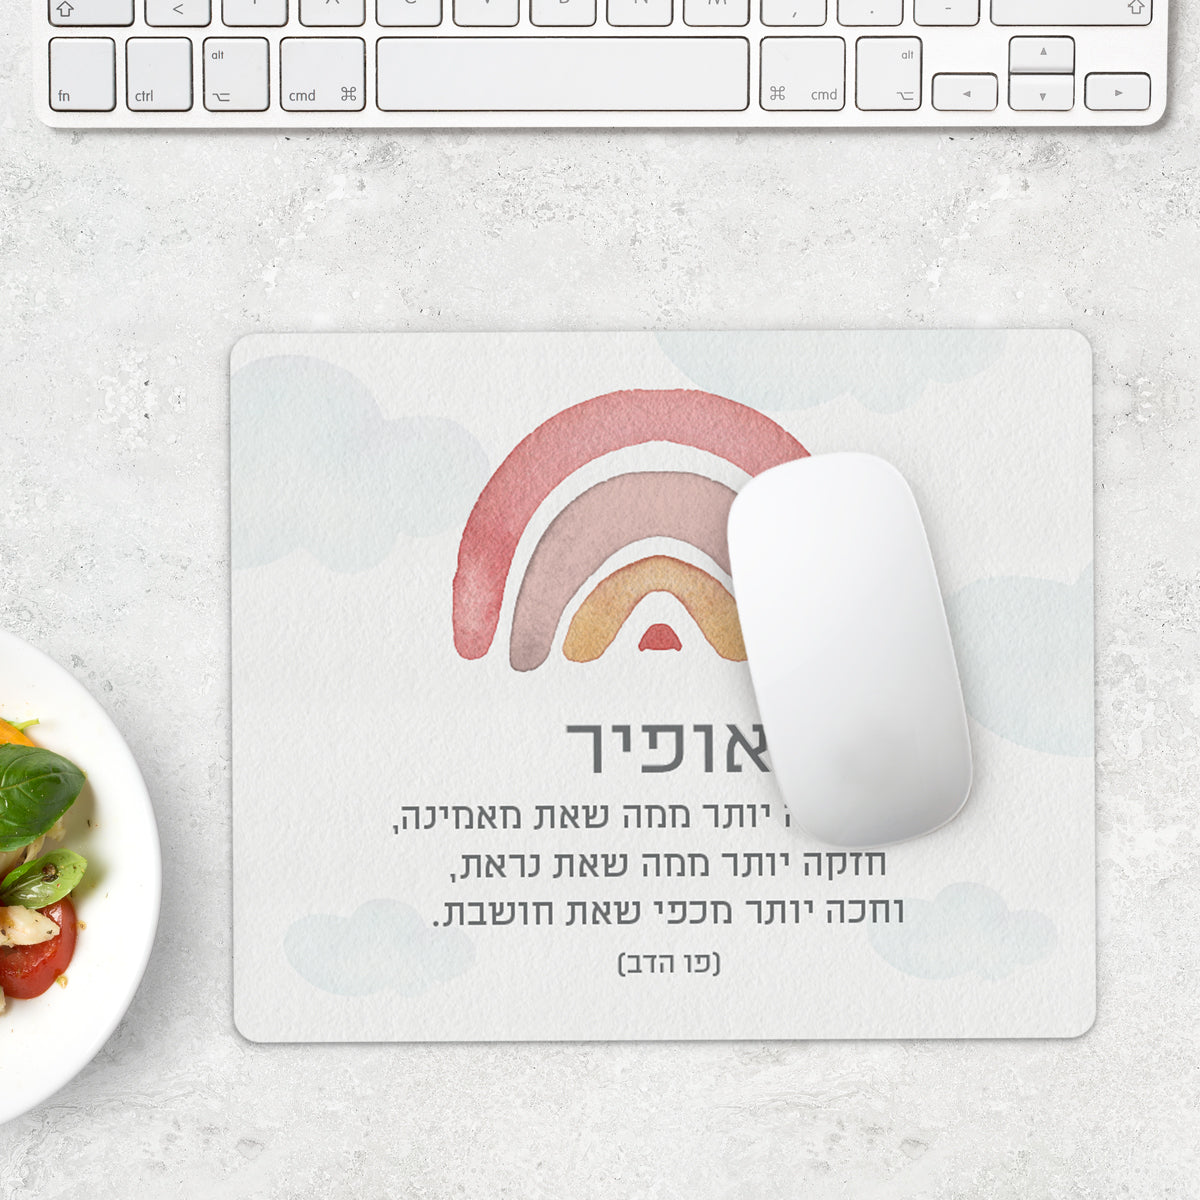 fn ctrl alt cmd ⌘ ⌘ cmd alt
אופיר
יותר ממה שאת מאמינה,
חזקה יותר ממה שאת נראת,
וחכה יותר מכפי שאת חושבת.
(פו הדב)